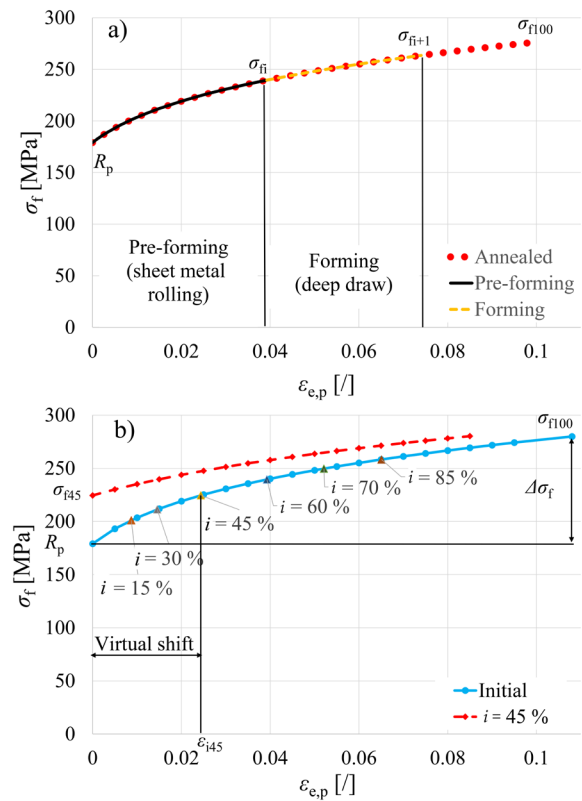 a)
σf100
σfi+1
σfi
300
250
200
150
100
50
0
Rp
σf [MPa]
Pre-forming
(sheet metal
rolling)
Forming
(deep draw)
Annealed
Pre-forming
Forming
0
0.02
0.04
0.06
0.08
0.1
εe,p [/]
b)
σf100
300
250
200
150
100
50
0
σf45
Rp
σf [MPa]
Δσf
i = 85 %
i = 70 %
i = 60 %
i = 45 %
i = 30 %
i = 15 %
Virtual shift
Initial
i = 45 %
0
0.02
εi45
0.04
0.06
0.08
0.1
εe,p [/]